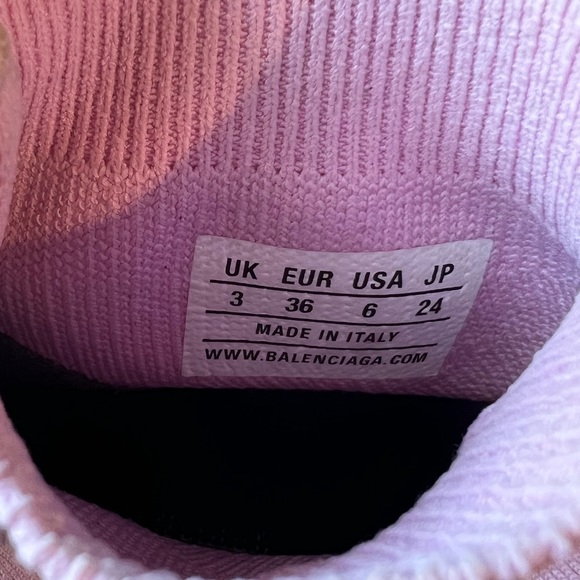 UK EUR USA JP
3 36 6 24
MADE IN ITALY
WWW.BALENCIAGA.COM